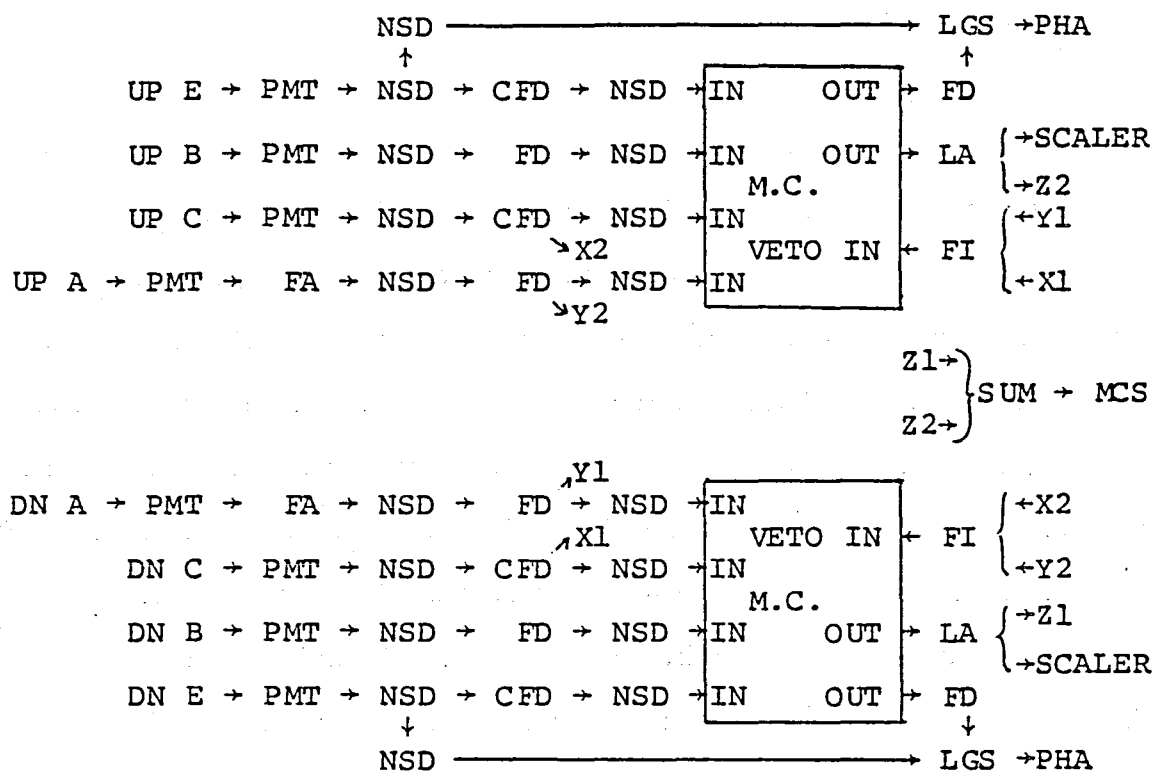 NSD → LGS → PHA
↑ ↑
UP E → PMT → NSD → CFD → NSD → IN OUT → FD
UP B → PMT → NSD → FD → NSD → IN OUT → LA { → SCALER
M.C. → Z2
UP C → PMT → NSD → CFD → NSD → IN { ← Y1
↘ X2 VETO IN ← FI
UP A → PMT → FA → NSD → FD → NSD → IN ← X1
↘ Y2
Z1 →
} SUM → MCS
Z2 →
↗ Y1
DN A → PMT → FA → NSD → FD → NSD → IN { ← X2
↗ X1 VETO IN ← FI
DN C → PMT → NSD → CFD → NSD → IN ← Y2
M.C. { → Z1
DN B → PMT → NSD → FD → NSD → IN OUT → LA
→ SCALER
DN E → PMT → NSD → CFD → NSD → IN OUT → FD
↓ ↓
NSD → LGS → PHA